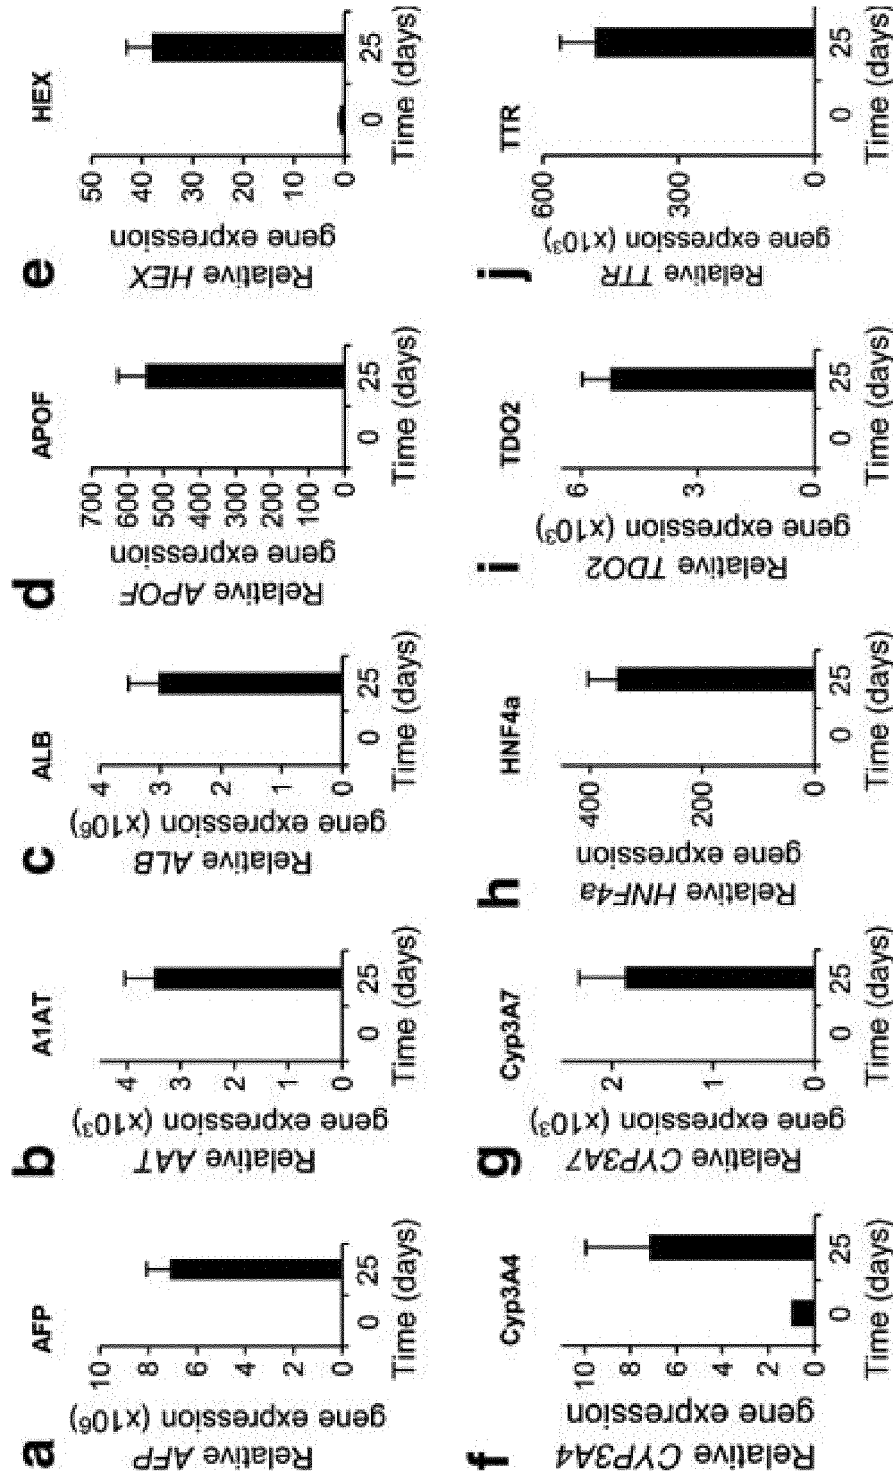 a
AFP
Relative AFP
gene expression (x10⁶)
10
8
6
4
2
0
0 25
Time (days)
b
A1AT
Relative AAT
gene expression (x10³)
4
3
2
1
0
0 25
Time (days)
c
ALB
Relative ALB
gene expression (x10⁶)
4
3
2
1
0
0 25
Time (days)
d
APOF
Relative APOF
gene expression
700
600
500
400
300
200
100
0
0 25
Time (days)
e
HEX
Relative HEX
gene expression
50
40
30
20
10
0
0 25
Time (days)
f
Cyp3A4
Relative CYP3A4
gene expression
10
8
6
4
2
0
0 25
Time (days)
g
Cyp3A7
Relative CYP3A7
gene expression (x10³)
2
1
0
0 25
Time (days)
h
HNF4a
Relative HNF4a
gene expression
400
200
0
0 25
Time (days)
i
TDO2
Relative TDO2
gene expression (x10³)
6
3
0
0 25
Time (days)
j
TTR
Relative TTR
gene expression (x10³)
600
300
0
0 25
Time (days)